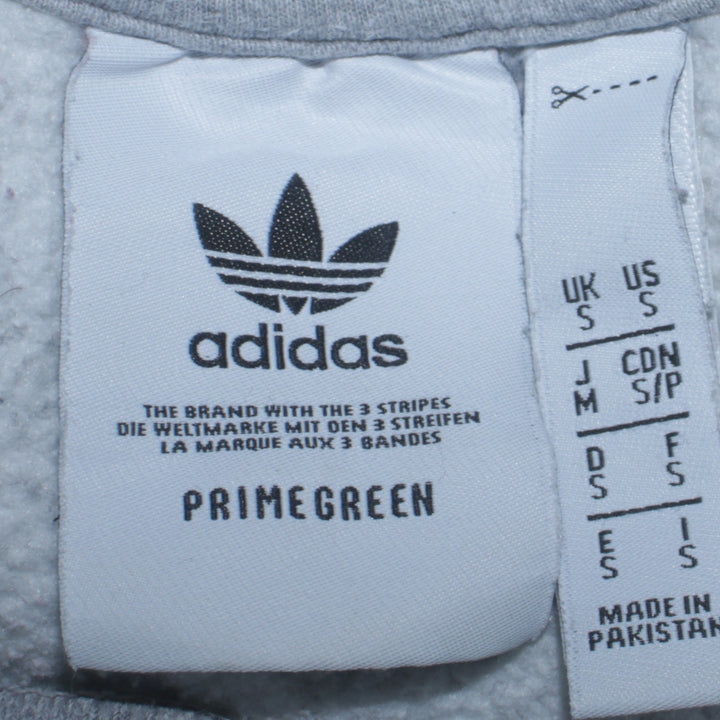 adidas
THE BRAND WITH THE 3 STRIPES
DIE WELTMARKE MIT DEN 3 STREIFEN
LA MARQUE AUX 3 BANDES
PRIMEGREEN
UK US
S S
J CDN
M S/P
D F
S S
E I
S S
MADE IN
PAKISTAN